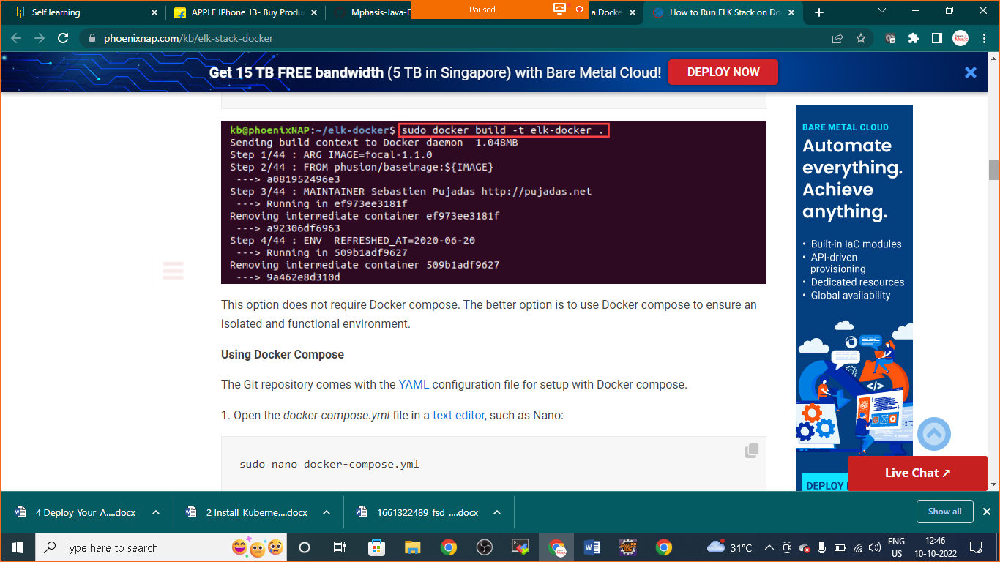 Self learning
APPLE IPhone 13- Buy Produ
Mphasis-Java-F
Paused
a Docke
How to Run ELK Stack on Do
phoenixnap.com/kb/elk-stack-docker
Get 15 TB FREE bandwidth (5 TB in Singapore) with Bare Metal Cloud!
DEPLOY NOW
kb@phoenixNAP:~/elk-docker$ sudo docker build -t elk-docker .
Sending build context to Docker daemon 1.048MB
Step 1/44 : ARG IMAGE=focal-1.1.0
Step 2/44 : FROM phusion/baseimage:${IMAGE}
---> a081952496e3
Step 3/44 : MAINTAINER Sebastien Pujadas http://pujadas.net
---> Running in ef973ee3181f
Removing intermediate container ef973ee3181f
---> a92306df6963
Step 4/44 : ENV REFRESHED_AT=2020-06-20
---> Running in 509b1adf9627
Removing intermediate container 509b1adf9627
---> 9a462e8d310d
This option does not require Docker compose. The better option is to use Docker compose to ensure an
isolated and functional environment.
Using Docker Compose
The Git repository comes with the YAML configuration file for setup with Docker compose.
1. Open the docker-compose.yml file in a text editor, such as Nano:
sudo nano docker-compose.yml
BARE METAL CLOUD
Automate
everything.
Achieve
anything.
• Built-in IaC modules
• API-driven
provisioning
• Dedicated resources
• Global availability
</>
DEPLOY
Live Chat ↗
4 Deploy_Your_A....docx
2 Install_Kuberne....docx
1661322489_fsd_....docx
Show all
Type here to search
31°C
ENG
US
12:46
10-10-2022